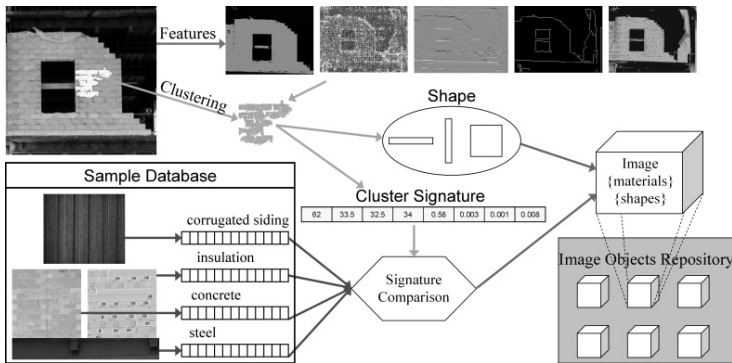 Features
Clustering
Shape
Sample Database
Cluster Signature
62 33.5 32.5 34 0.58 0.003 0.001 0.008
corrugated siding
insulation
concrete
steel
Signature
Comparison
Image
{materials}
{shapes}
Image Objects Repository